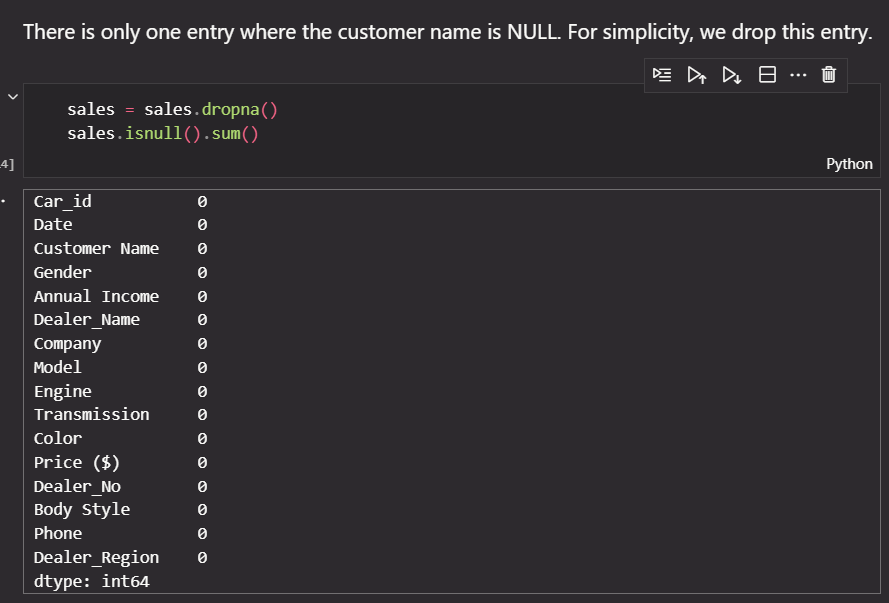 There is only one entry where the customer name is NULL. For simplicity, we drop this entry.
sales = sales.dropna()
sales.isnull().sum()
4]
Python
Car_id 0
Date 0
Customer Name 0
Gender 0
Annual Income 0
Dealer_Name 0
Company 0
Model 0
Engine 0
Transmission 0
Color 0
Price ($) 0
Dealer_No 0
Body Style 0
Phone 0
Dealer_Region 0
dtype: int64